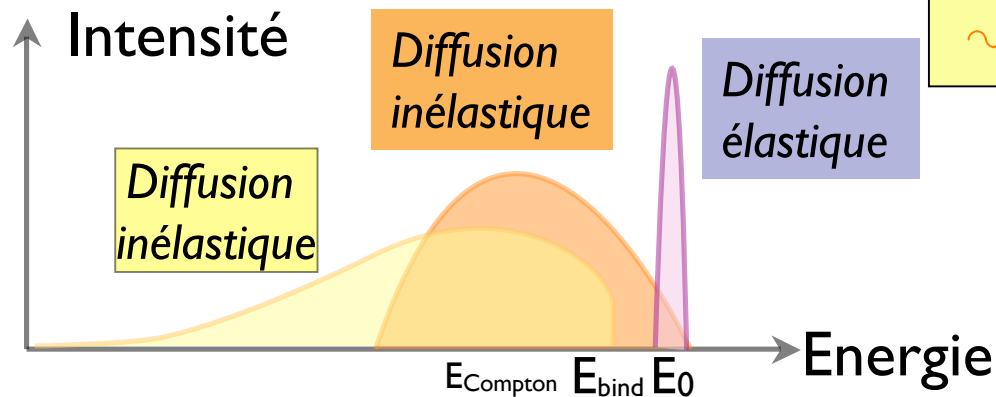 Intensité
Diffusion
inélastique
Diffusion
élastique
Diffusion
inélastique
ECompton Ebind E0
Energie